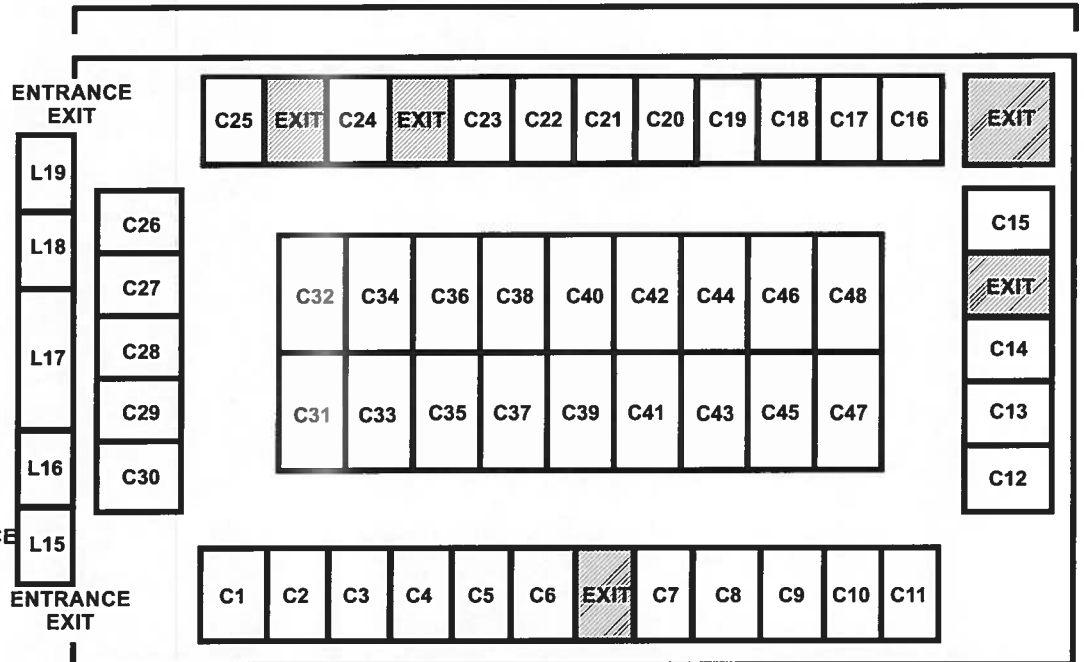 ENTRANCE
EXIT
C25 EXIT C24 EXIT C23 C22 C21 C20 C19 C18 C17 C16 EXIT
L19
L18
L17
L16
L15
C26
C27
C28
C29
C30
C32 C34 C36 C38 C40 C42 C44 C46 C48
C31 C33 C35 C37 C39 C41 C43 C45 C47
C15
EXIT
C14
C13
C12
ENTRANCE
EXIT
C1 C2 C3 C4 C5 C6 EXIT C7 C8 C9 C10 C11